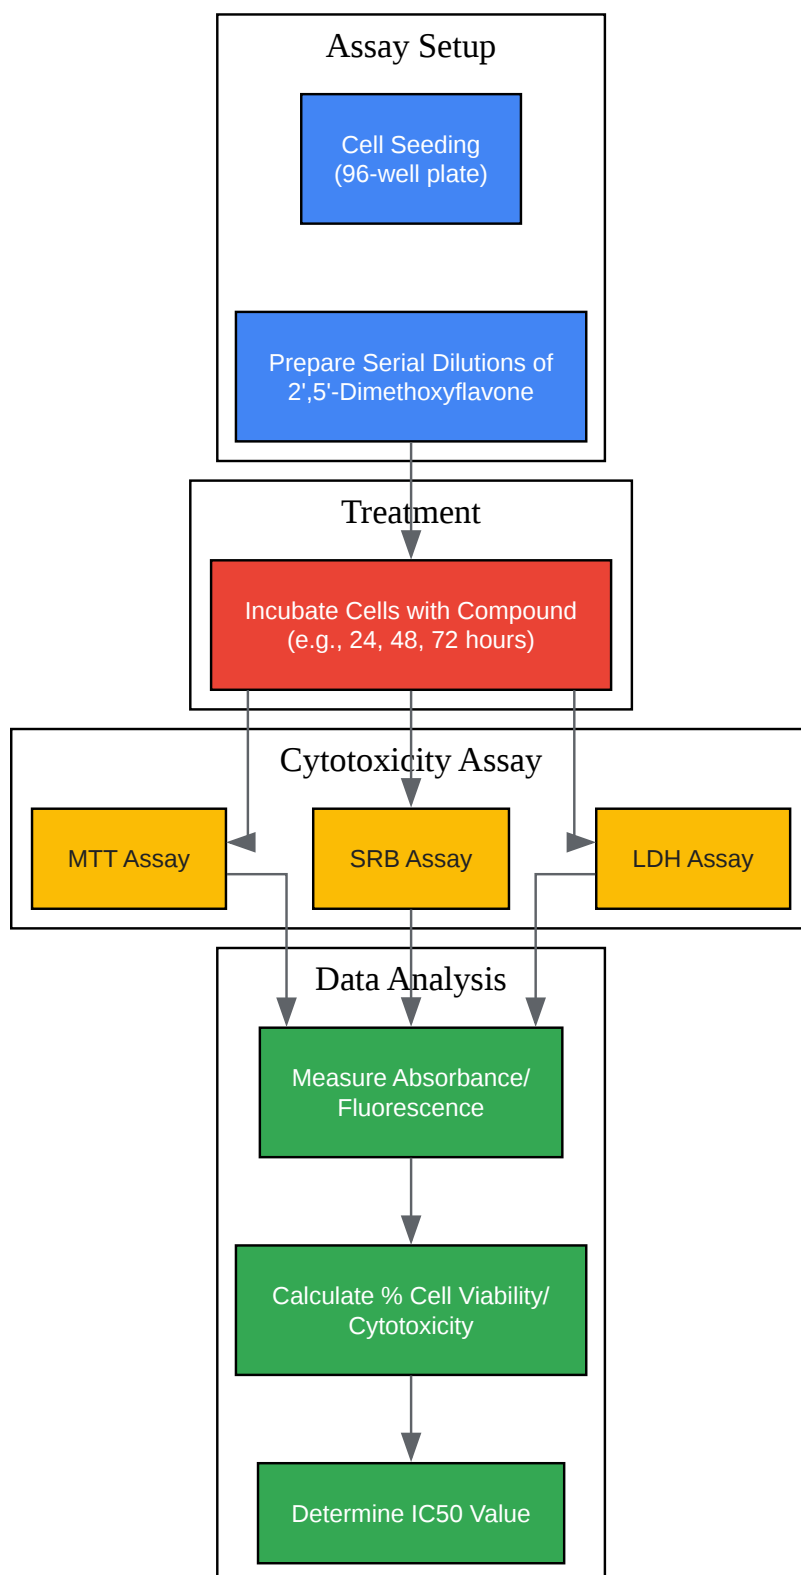 Assay Setup
Cell Seeding
(96-well plate)
Prepare Serial Dilutions of
2',5'-Dimethoxyflavone
Treatment
Incubate Cells with Compound
(e.g., 24, 48, 72 hours)
Cytotoxicity Assay
MTT Assay
SRB Assay
LDH Assay
Data Analysis
Measure Absorbance/
Fluorescence
Calculate % Cell Viability/
Cytotoxicity
Determine IC50 Value